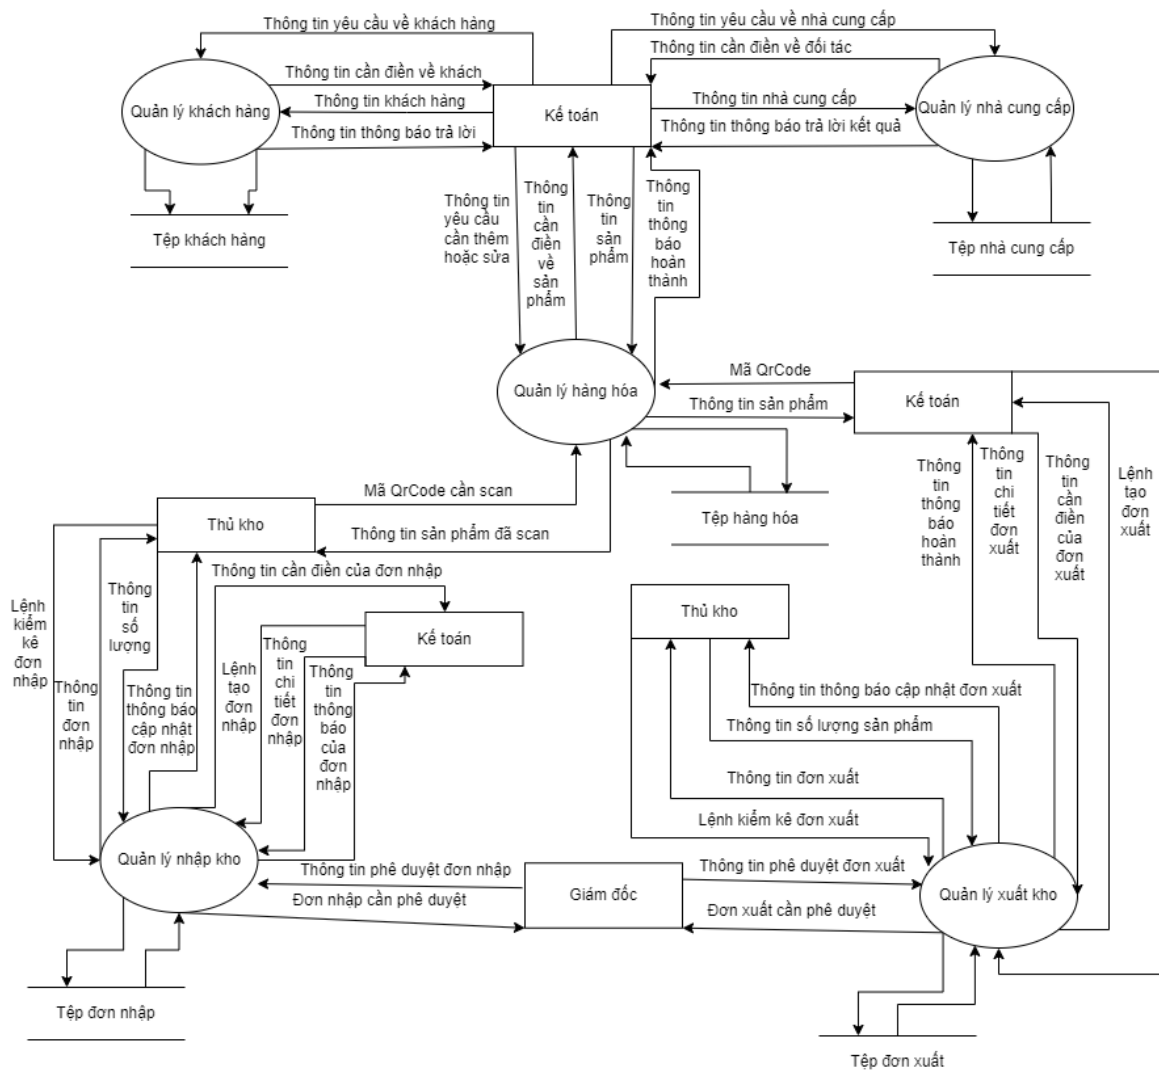 Thông tin yêu cầu về khách hàng
Thông tin yêu cầu về nhà cung cấp
Thông tin cần điền về đối tác
Thông tin cần điền về khách
Quản lý khách hàng
Thông tin khách hàng
Kế toán
Thông tin nhà cung cấp
Quản lý nhà cung cấp
Thông tin thông báo trả lời
Thông tin thông báo trả lời kết quả
Thông tin
yêu cầu
cần thêm
hoặc sửa
Thông
tin
cần
điền
về
sản
phẩm
Thông
tin
sản
phẩm
Thông
tin
thông
báo
hoàn
thành
Tệp khách hàng
Tệp nhà cung cấp
Quản lý hàng hóa
Mã QrCode
Thông tin sản phẩm
Kế toán
Thông
tin
thông
báo
hoàn
thành
Thông
tin
chi
tiết
đơn
xuất
Thông
tin
cần
điền
của
đơn
xuất
Lệnh
tạo
đơn
xuất
Mã QrCode cần scan
Tệp hàng hóa
Thủ kho
Thông tin sản phẩm đã scan
Thông tin cần điền của đơn nhập
Lệnh
kiểm
kê
đơn
nhập
Thông
tin
đơn
nhập
Thông
tin
số
lượng
Thông tin
thông báo
cập nhật
đơn nhập
Kế toán
Lệnh
tạo
đơn
nhập
Thông
tin
chi
tiết
đơn
nhập
Thông
tin
thông
báo
của
đơn
nhập
Thủ kho
Thông tin thông báo cập nhật đơn xuất
Thông tin số lượng sản phẩm
Thông tin đơn xuất
Lệnh kiểm kê đơn xuất
Quản lý nhập kho
Thông tin phê duyệt đơn nhập
Đơn nhập cần phê duyệt
Giám đốc
Thông tin phê duyệt đơn xuất
Đơn xuất cần phê duyệt
Quản lý xuất kho
Tệp đơn nhập
Tệp đơn xuất